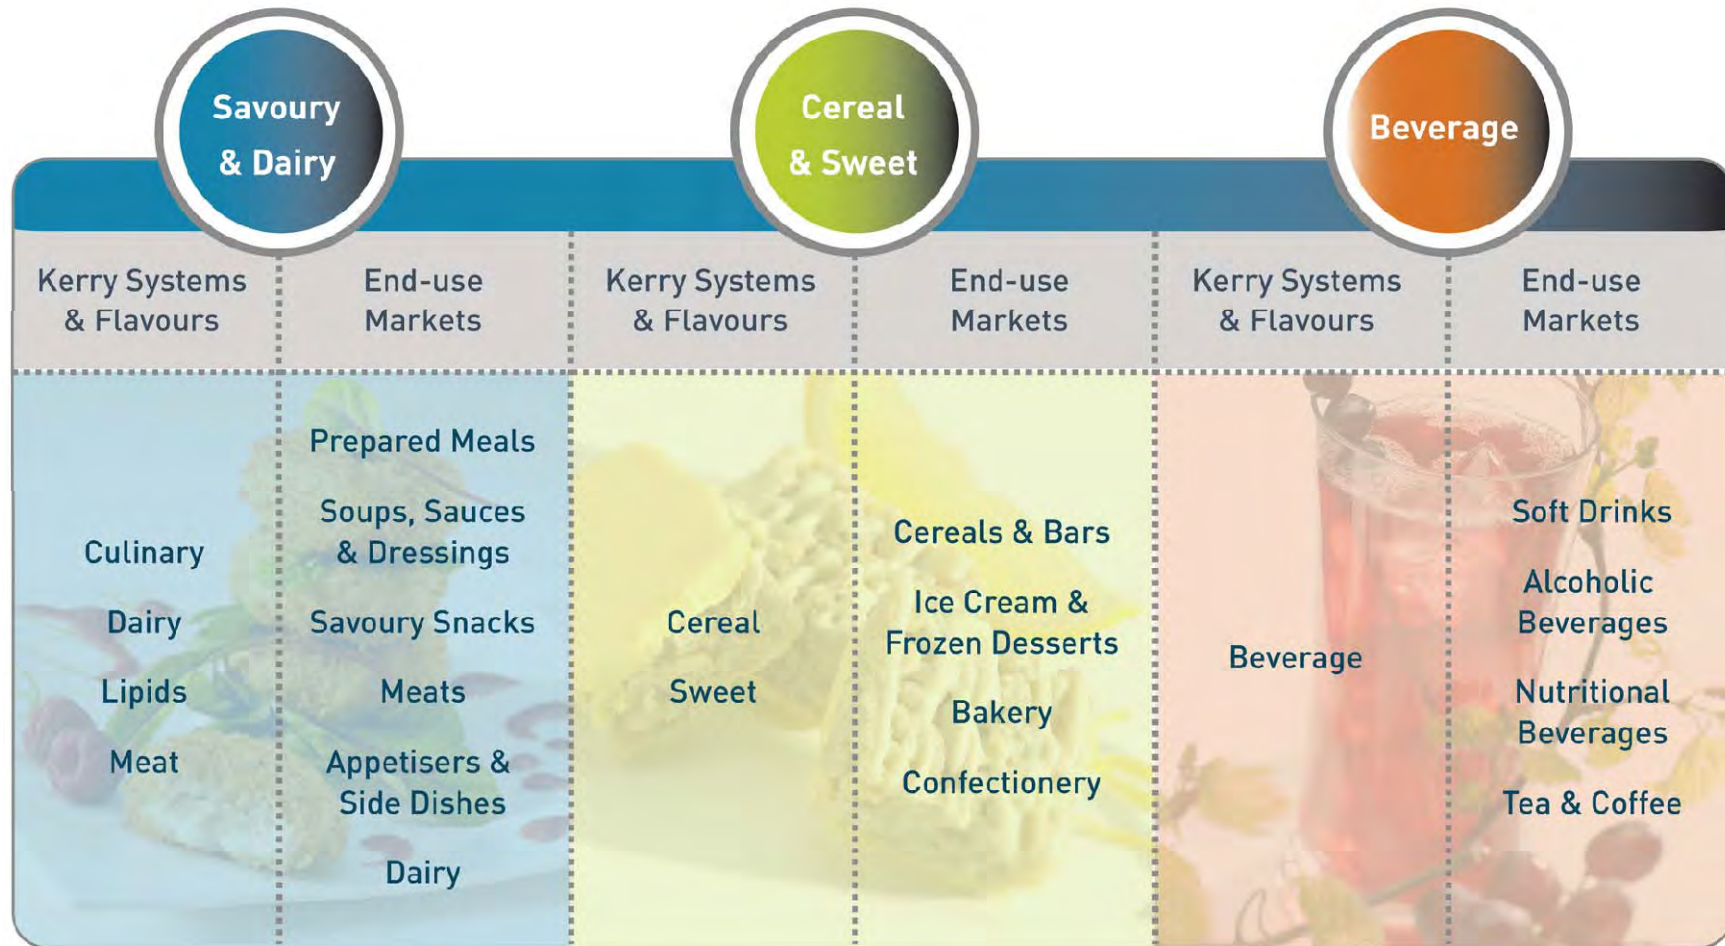 Savoury
& Dairy
Cereal
& Sweet
Beverage
Kerry Systems
& Flavours
End-use
Markets
Kerry Systems
& Flavours
End-use
Markets
Kerry Systems
& Flavours
End-use
Markets
Culinary
Dairy
Lipids
Meat
Prepared Meals
Soups, Sauces
& Dressings
Savoury Snacks
Meats
Appetisers &
Side Dishes
Dairy
Cereal
Sweet
Cereals & Bars
Ice Cream &
Frozen Desserts
Bakery
Confectionery
Beverage
Soft Drinks
Alcoholic
Beverages
Nutritional
Beverages
Tea & Coffee